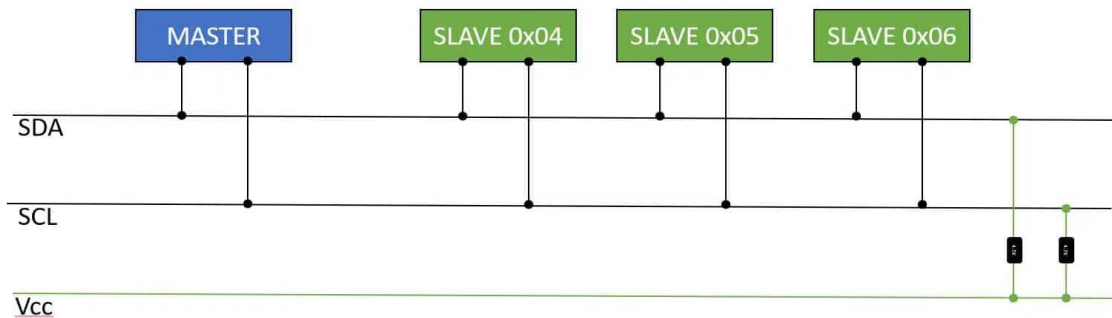 MASTER
SLAVE 0x04
SLAVE 0x05
SLAVE 0x06
SDA
SCL
Vcc